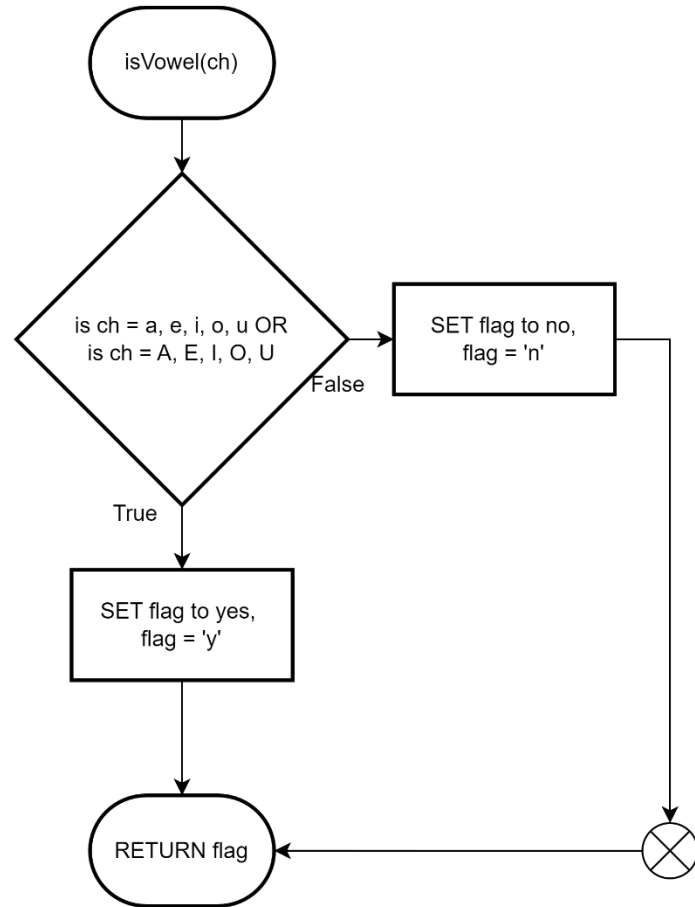 isVowel(ch)
is ch = a, e, i, o, u OR
is ch = A, E, I, O, U
False
SET flag to no,
flag = 'n'
True
SET flag to yes,
flag = 'y'
RETURN flag